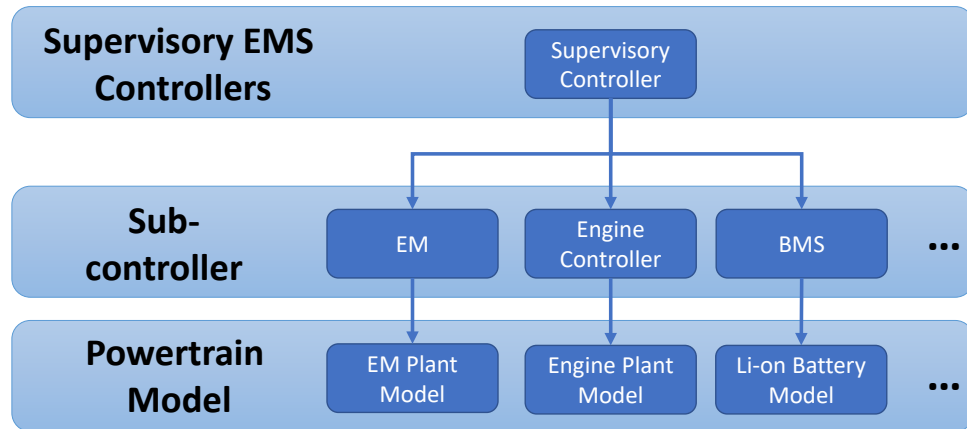 Supervisory EMS
Controllers
Supervisory
Controller
Sub-
controller
EM
Engine
Controller
BMS
...
Powertrain
Model
EM Plant
Model
Engine Plant
Model
Li-on Battery
Model
...